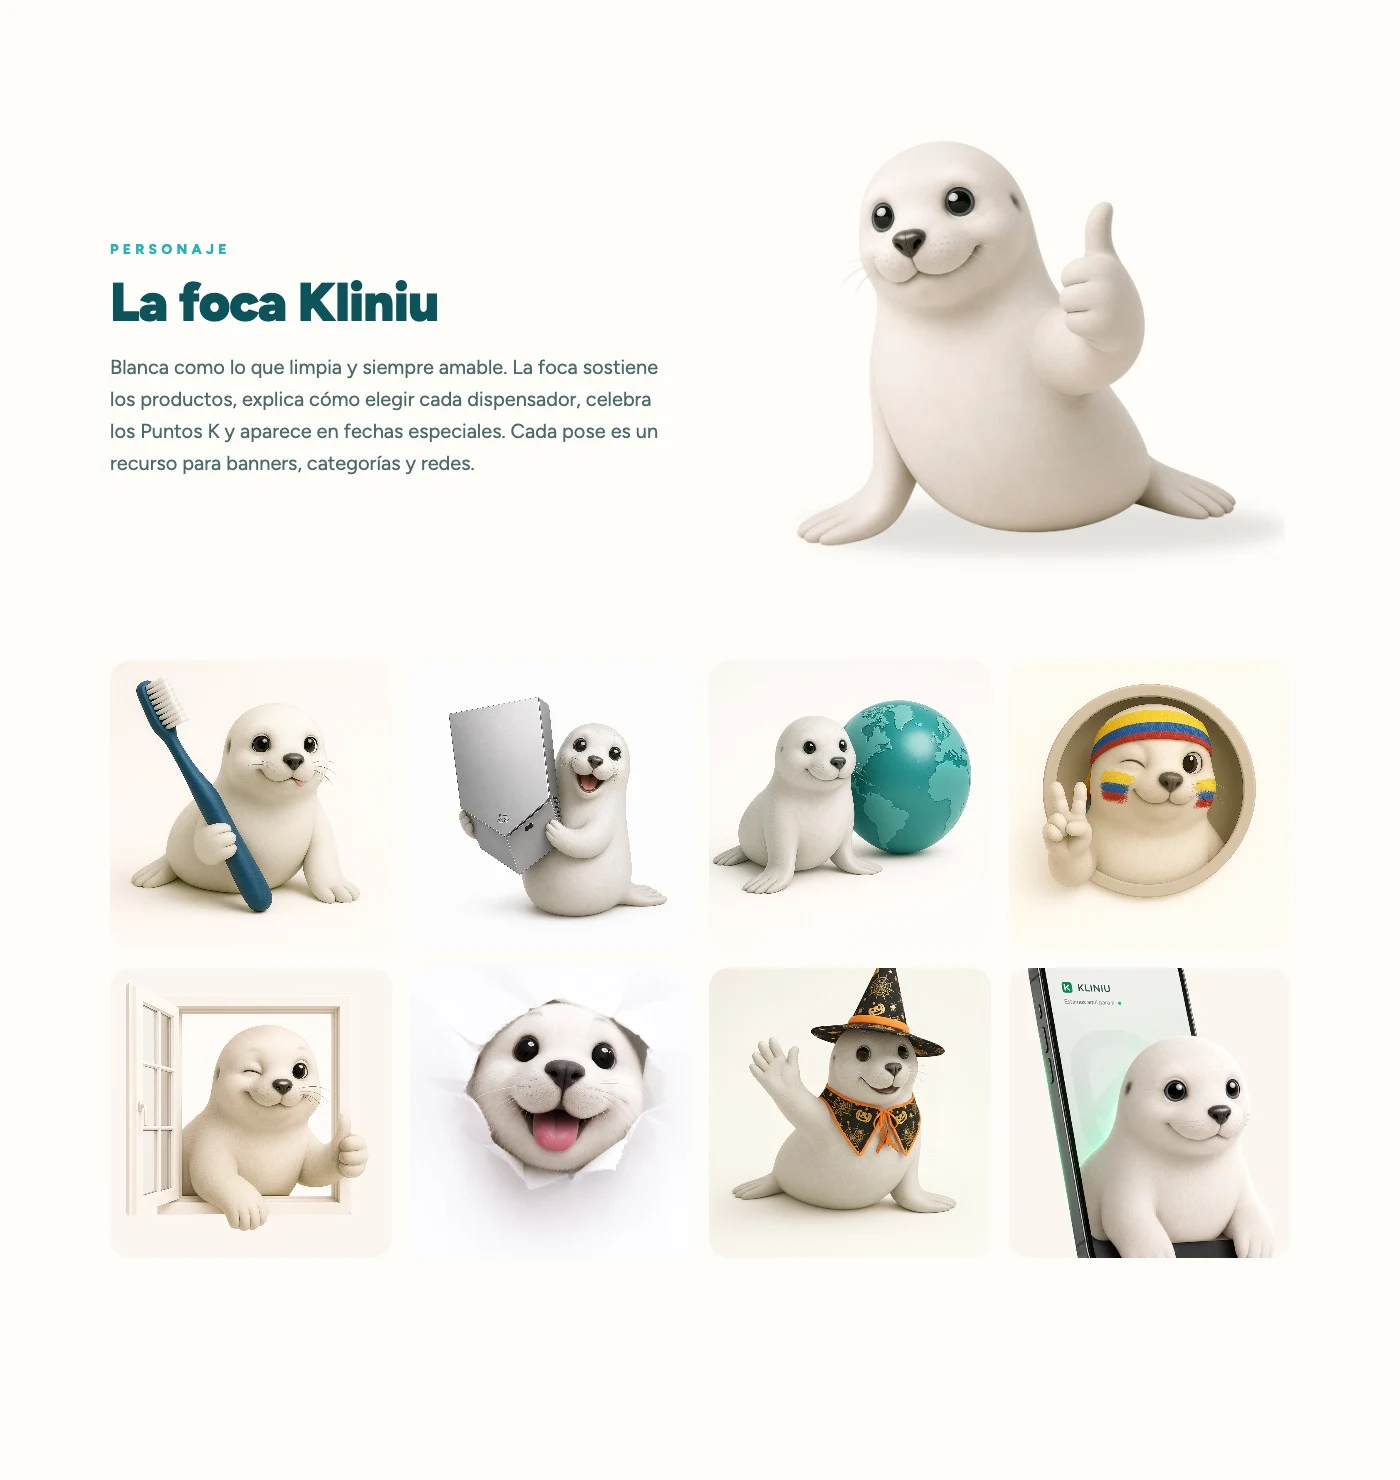 PERSONAJE
La foca Kliniu
Blanca como lo que limpia y siempre amable. La foca sostiene
los productos, explica cómo elegir cada dispensador, celebra
los Puntos K y aparece en fechas especiales. Cada pose es un
recurso para banners, categorías y redes.
K KLINIU